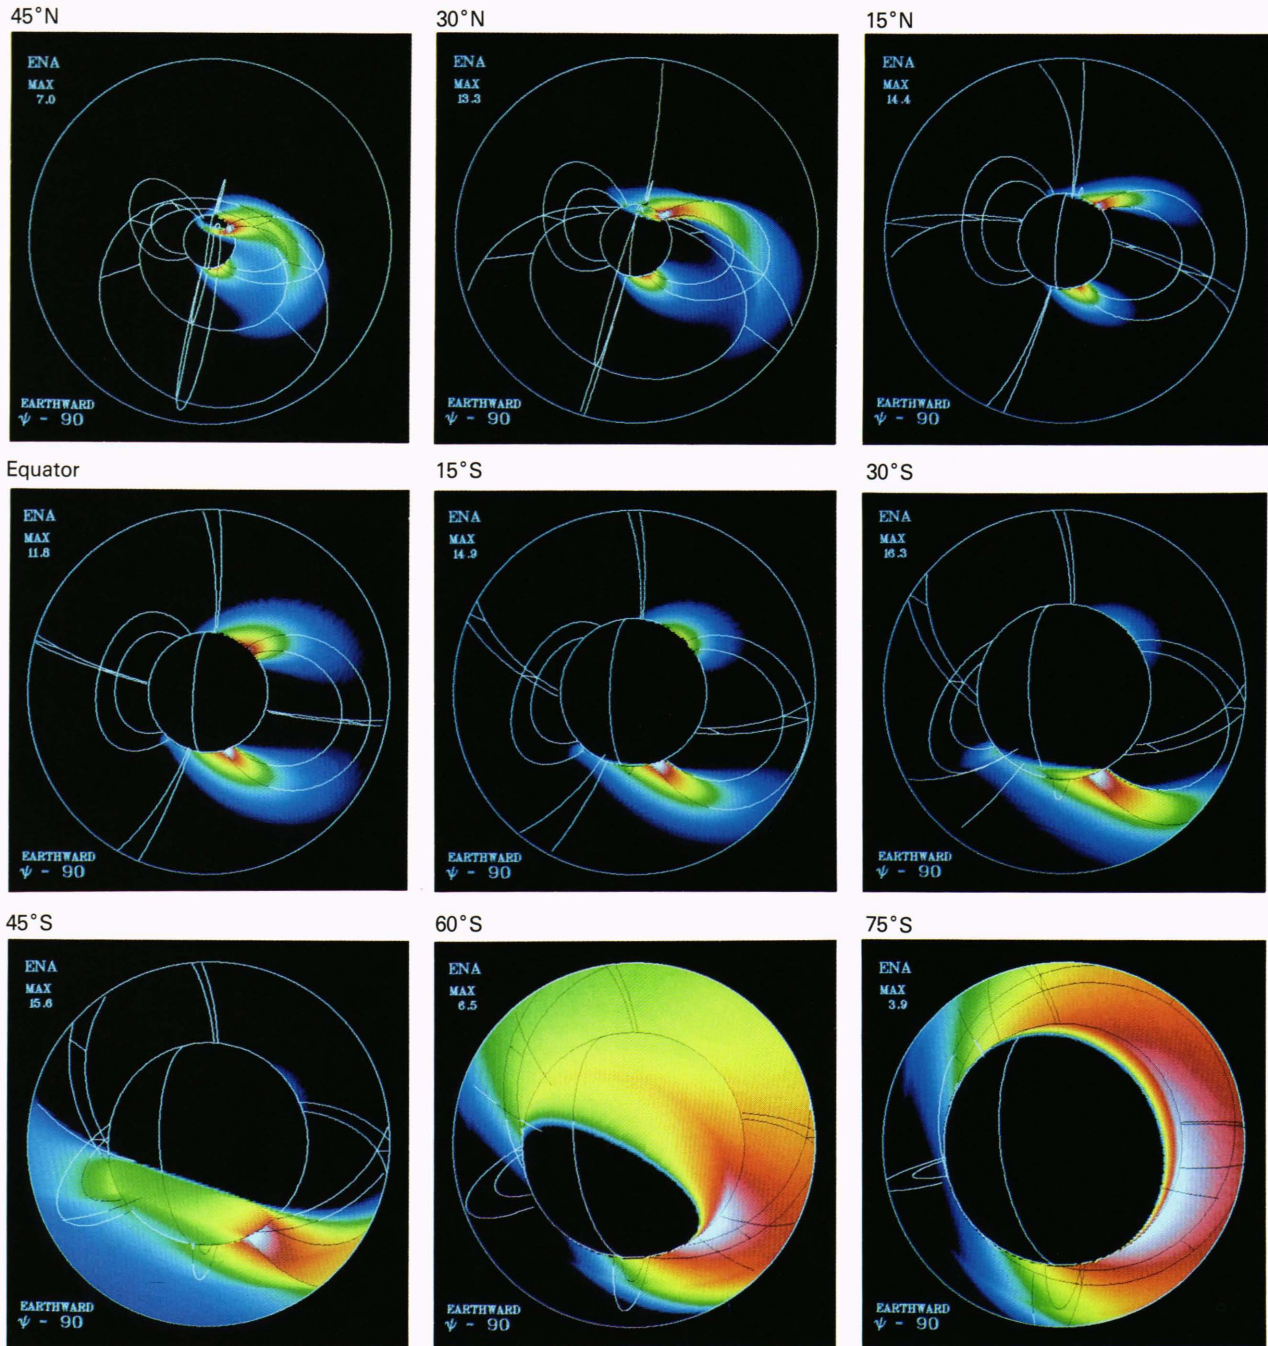 45°N
ENA
MAX
7.0
EARTHWARD
ψ - 90
30°N
ENA
MAX
13.3
EARTHWARD
ψ - 90
15°N
ENA
MAX
14.4
EARTHWARD
ψ - 90
Equator
ENA
MAX
11.8
EARTHWARD
ψ - 90
15°S
ENA
MAX
14.9
EARTHWARD
ψ - 90
30°S
ENA
MAX
16.3
EARTHWARD
ψ - 90
45°S
ENA
MAX
15.6
EARTHWARD
ψ - 90
60°S
ENA
MAX
6.5
EARTHWARD
ψ - 90
75°S
ENA
MAX
3.9
EARTHWARD
ψ - 90